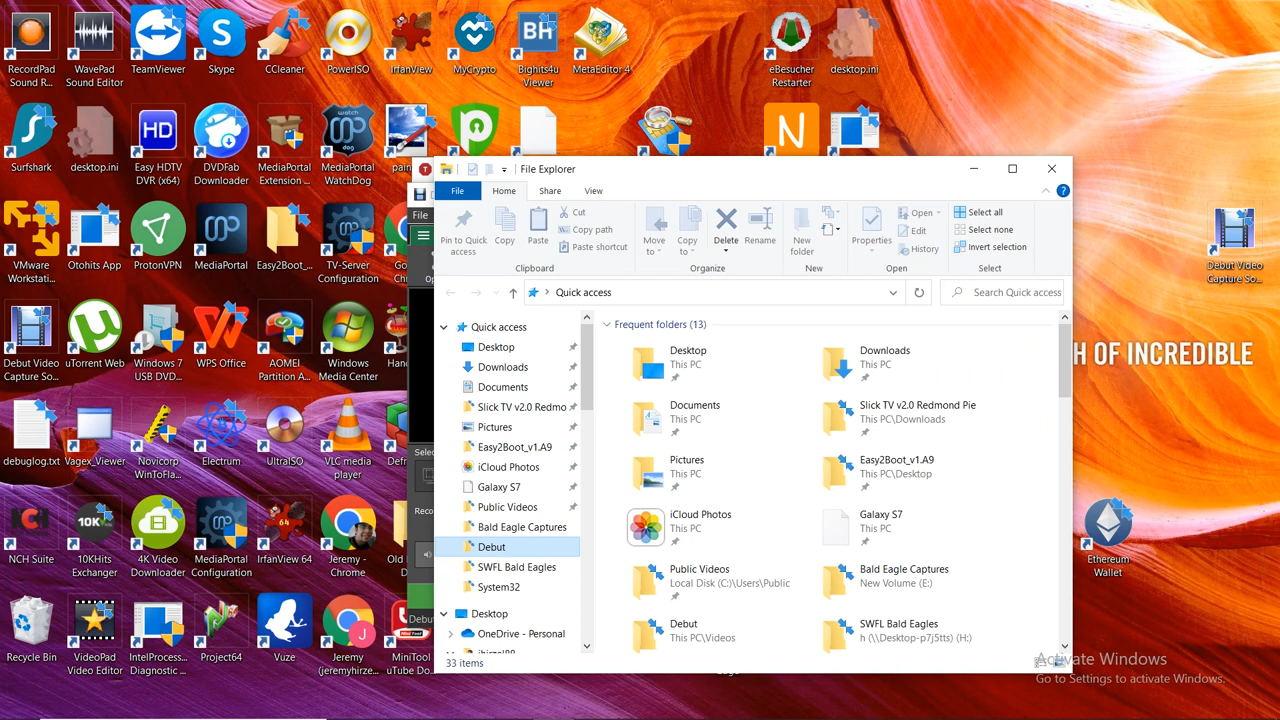 RecordPad Sound R...
WavePad Sound Editor
TeamViewer
Skype
CCleaner
PowerISO
IrfanView
MyCrypto
Bighits4u Viewer
MetaEditor 4
eBesucher Restarter
desktop.ini
Surfshark
desktop.ini
HD
Easy HDTV DVR (x64)
DVDFab Downloader
MediaPortal Extension ...
MediaPortal WatchDog
File Explorer
File
Home
Share
View
Pin to Quick access
Copy
Paste
Cut
Copy path
Paste shortcut
Clipboard
Move to
Copy to
Delete
Rename
Organize
New folder
New
Properties
Open
Edit
History
Open
Select all
Select none
Invert selection
Select
Quick access
Search Quick access
VMware Workstati...
Otohits App
ProtonVPN
MediaPortal
Easy2Boot_...
TV-Server Configuration
Debut Video Capture So...
Debut Video Capture So...
uTorrent Web
Windows 7 USB DVD...
WPS Office
AOMEI Partition A...
Windows Media Center
debuglog.txt
Vagex_Viewer
Novicorp WinToFla...
Electrum
UltraISO
VLC media player
NCH Suite
10KHits Exchanger
4K Video Downloader
MediaPortal Configuration
IrfanView 64
Jeremy - Chrome
Recycle Bin
VideoPad Video Editor
IntelProcess... Diagnostic ...
Project64
Vuze
Jeremy (jeremyhirze...
MiniTool uTube Do...
File
Quick access
Desktop
Downloads
Documents
Slick TV v2.0 Redmo
Pictures
Easy2Boot_v1.A9
iCloud Photos
Galaxy S7
Public Videos
Bald Eagle Captures
Debut
SWFL Bald Eagles
System32
Desktop
OneDrive - Personal
33 items
Frequent folders (13)
Desktop
This PC
Downloads
This PC
Documents
This PC
Slick TV v2.0 Redmond Pie
This PC\Downloads
Pictures
This PC
Easy2Boot_v1.A9
This PC\Desktop
iCloud Photos
This PC
Galaxy S7
This PC
Public Videos
Local Disk (C:)\Users\Public
Bald Eagle Captures
New Volume (E:)
Debut
This PC\Videos
SWFL Bald Eagles
h (\\Desktop-p7j5tts) (H:)
H OF INCREDIBLE
Ethereum Wallet
Activate Windows
Go to Settings to activate Windows.